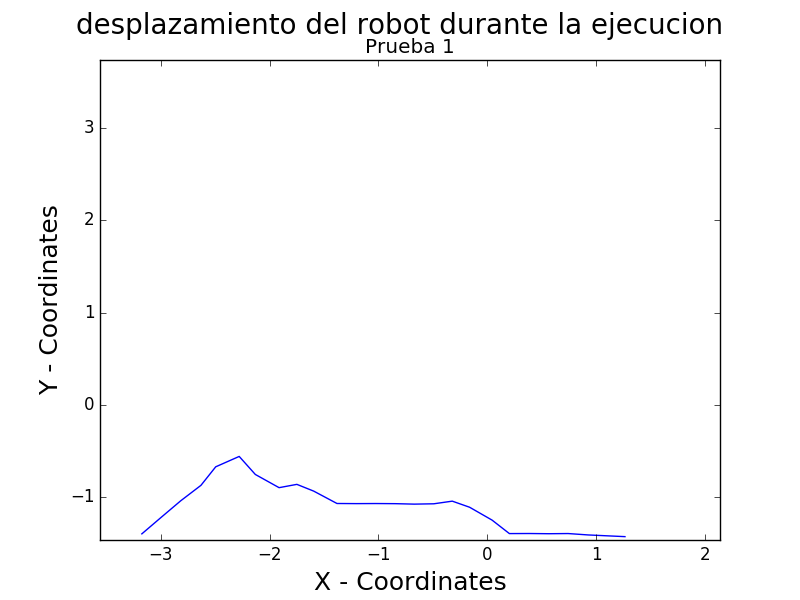 desplazamiento del robot durante la ejecucion
Prueba 1
3
2
1
0
−1
−3 −2 −1 0 1 2
Y - Coordinates
X - Coordinates